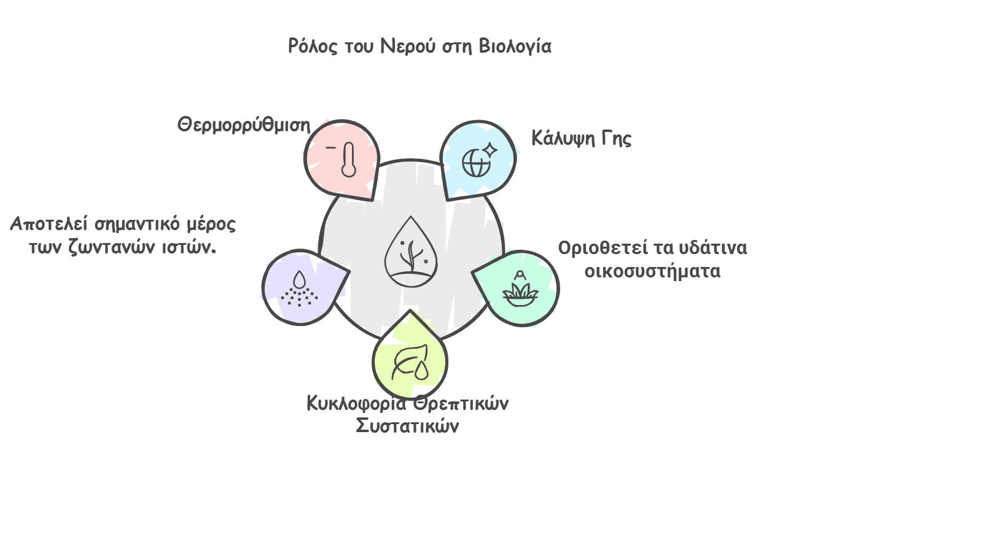 Ρόλος του Νερού στη Βιολογία
Θερμορρύθμιση
Κάλυψη Γης
Αποτελεί σημαντικό μέρος
των ζωντανών ιστών.
Οριοθετεί τα υδάτινα
οικοσυστήματα
Κυκλοφορία Θρεπτικών
Συστατικών